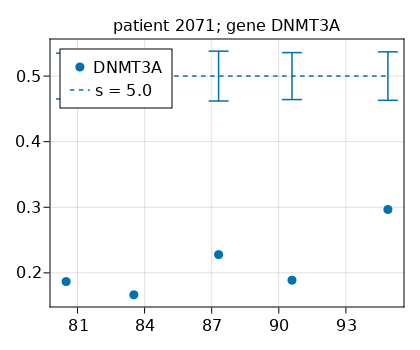 patient 2071; gene DNMT3A
DNMT3A
s = 5.0
0.5
0.4
0.3
0.2
81 84 87 90 93